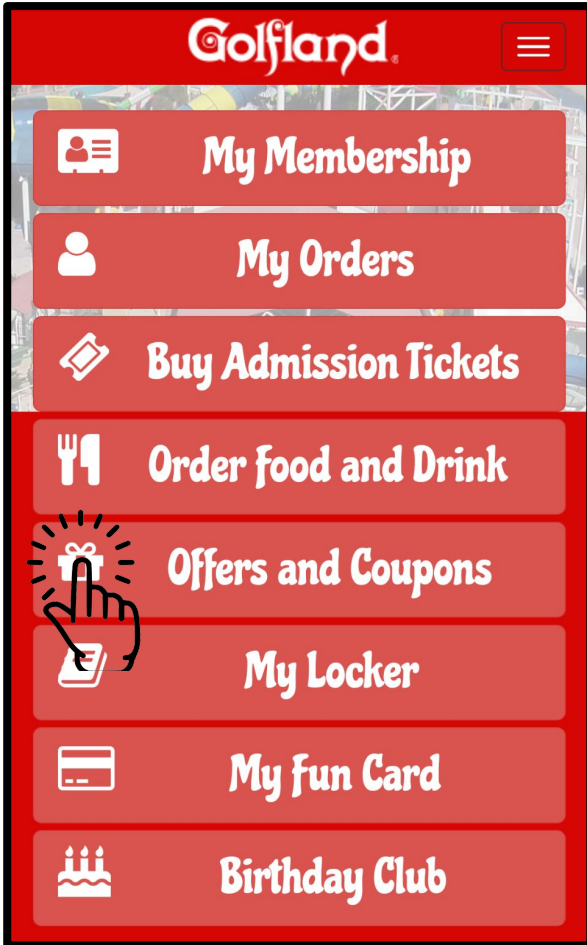 Golfland
My Membership
My Orders
Buy Admission Tickets
Order Food and Drink
Offers and Coupons
My Locker
My Fun Card
Birthday Club